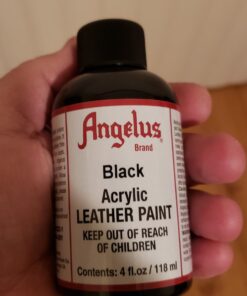 Angelus®
Brand
Black
Acrylic
LEATHER PAINT
KEEP OUT OF REACH
OF CHILDREN
Contents: 4 fl.oz / 118 ml